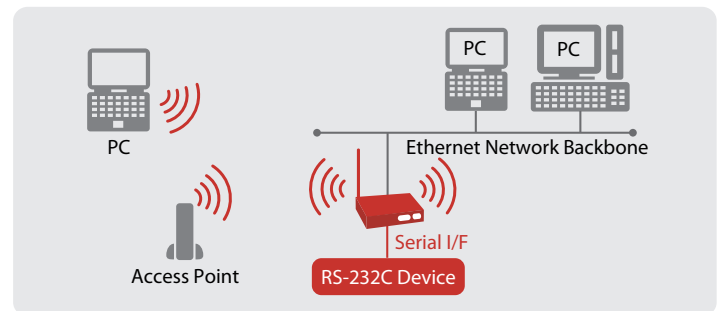 PC
PC
PC
Ethernet Network Backbone
Serial I/F
Access Point
RS-232C Device